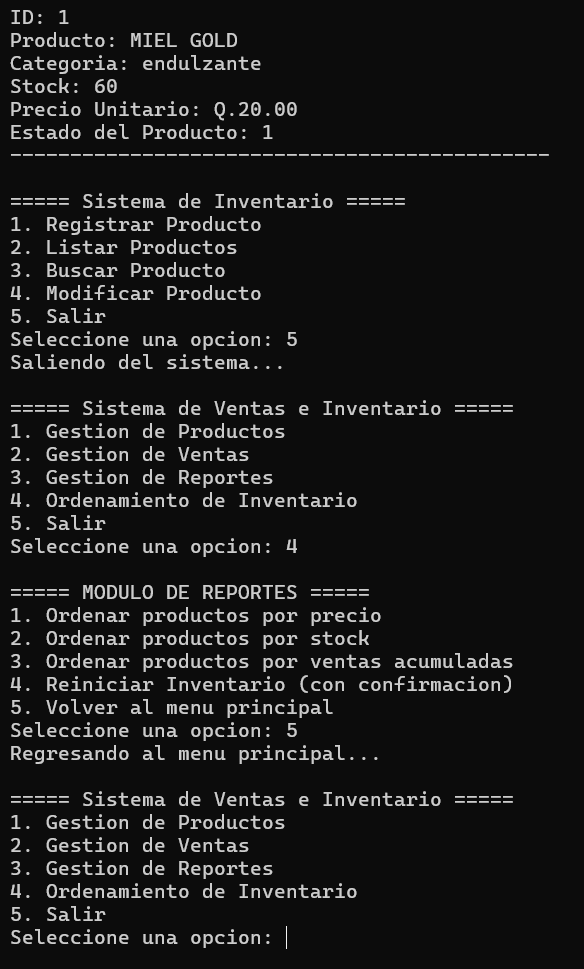 ID: 1
Producto: MIEL GOLD
Categoria: endulzante
Stock: 60
Precio Unitario: Q.20.00
Estado del Producto: 1
---------------------------------------------
===== Sistema de Inventario =====
1. Registrar Producto
2. Listar Productos
3. Buscar Producto
4. Modificar Producto
5. Salir
Seleccione una opcion: 5
Saliendo del sistema...
===== Sistema de Ventas e Inventario =====
1. Gestion de Productos
2. Gestion de Ventas
3. Gestion de Reportes
4. Ordenamiento de Inventario
5. Salir
Seleccione una opcion: 4
===== MODULO DE REPORTES =====
1. Ordenar productos por precio
2. Ordenar productos por stock
3. Ordenar productos por ventas acumuladas
4. Reiniciar Inventario (con confirmacion)
5. Volver al menu principal
Seleccione una opcion: 5
Regresando al menu principal...
===== Sistema de Ventas e Inventario =====
1. Gestion de Productos
2. Gestion de Ventas
3. Gestion de Reportes
4. Ordenamiento de Inventario
5. Salir
Seleccione una opcion: